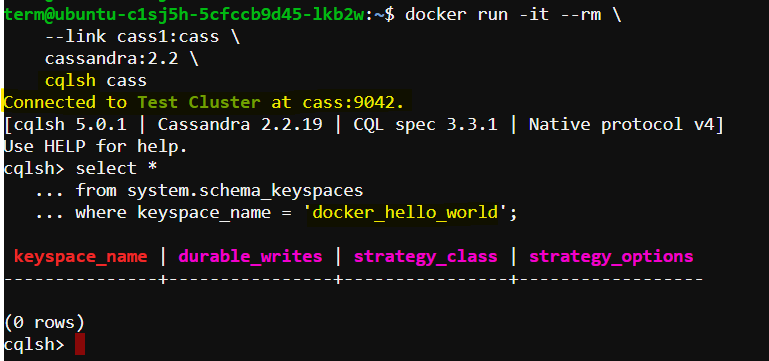 term@ubuntu-c1sj5h-5cfccb9d45-lkb2w:~$ docker run -it --rm \
    --link cass1:cass \
    cassandra:2.2 \
    cqlsh cass
Connected to Test Cluster at cass:9042.
[cqlsh 5.0.1 | Cassandra 2.2.19 | CQL spec 3.3.1 | Native protocol v4]
Use HELP for help.
cqlsh> select *
   ... from system.schema_keyspaces
   ... where keyspace_name = 'docker_hello_world';
 keyspace_name | durable_writes | strategy_class | strategy_options
---------------+----------------+----------------+------------------
(0 rows)
cqlsh>